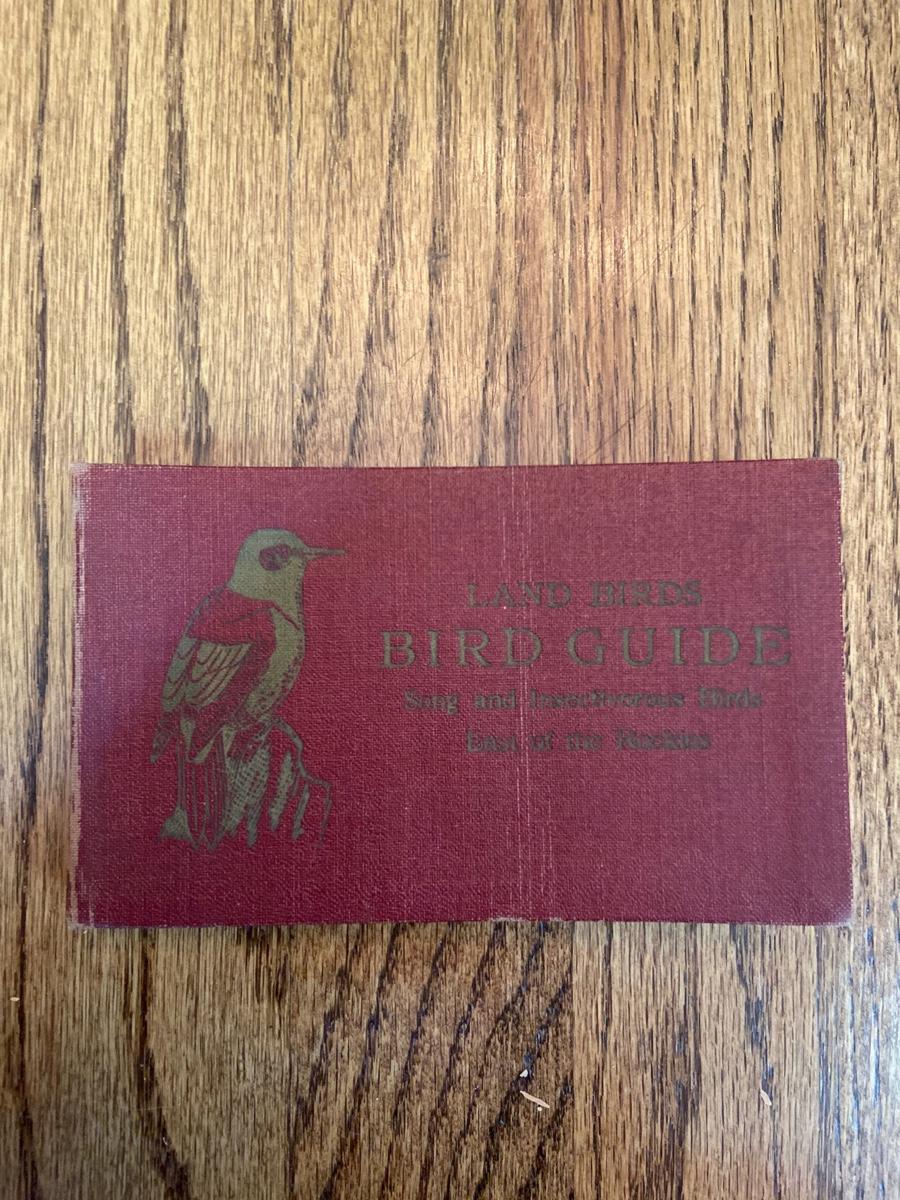 LAND BIRDS
BIRD GUIDE
Song and Insectivorous Birds
East of the Rockies